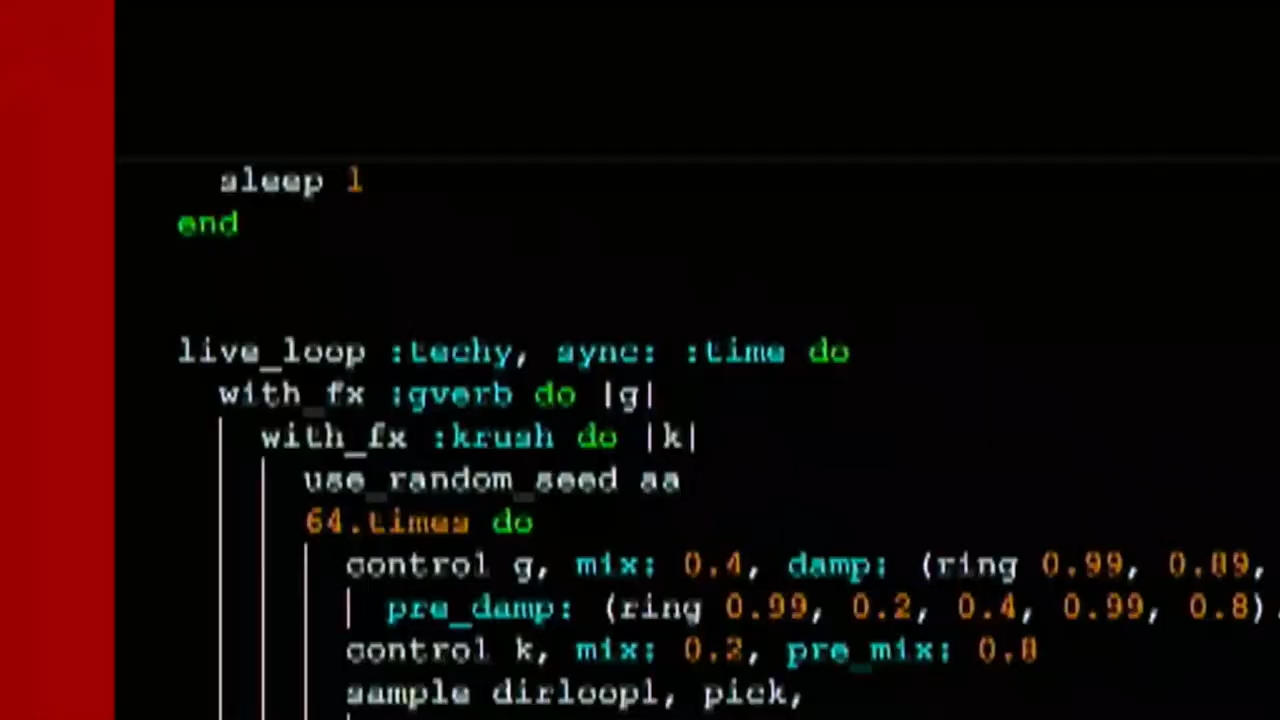 sleep 1
end
live_loop :techy, sync: :time do
with_fx :gverb do |g|
with_fx :krush do |k|
use_random_seed aa
64.times do
control g, mix: 0.4, damp: (ring 0.99, 0.89,
pre_damp: (ring 0.99, 0.2, 0.4, 0.99, 0.8)
control k, mix: 0.2, pre_mix: 0.8
sample dirloop1, pick,